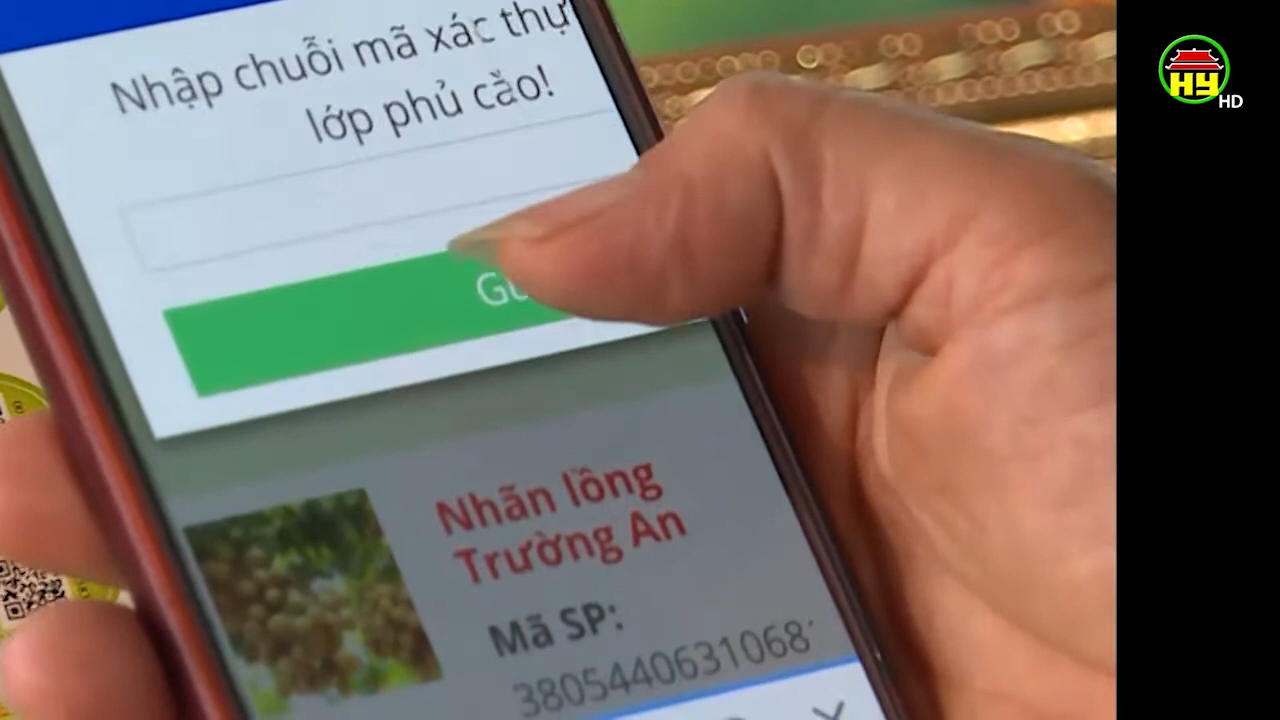 Nhập chuỗi mã xác thự
lớp phủ cào!
Nhãn lồng
Trường An
Mã SP:
3805440631068
HY
HD